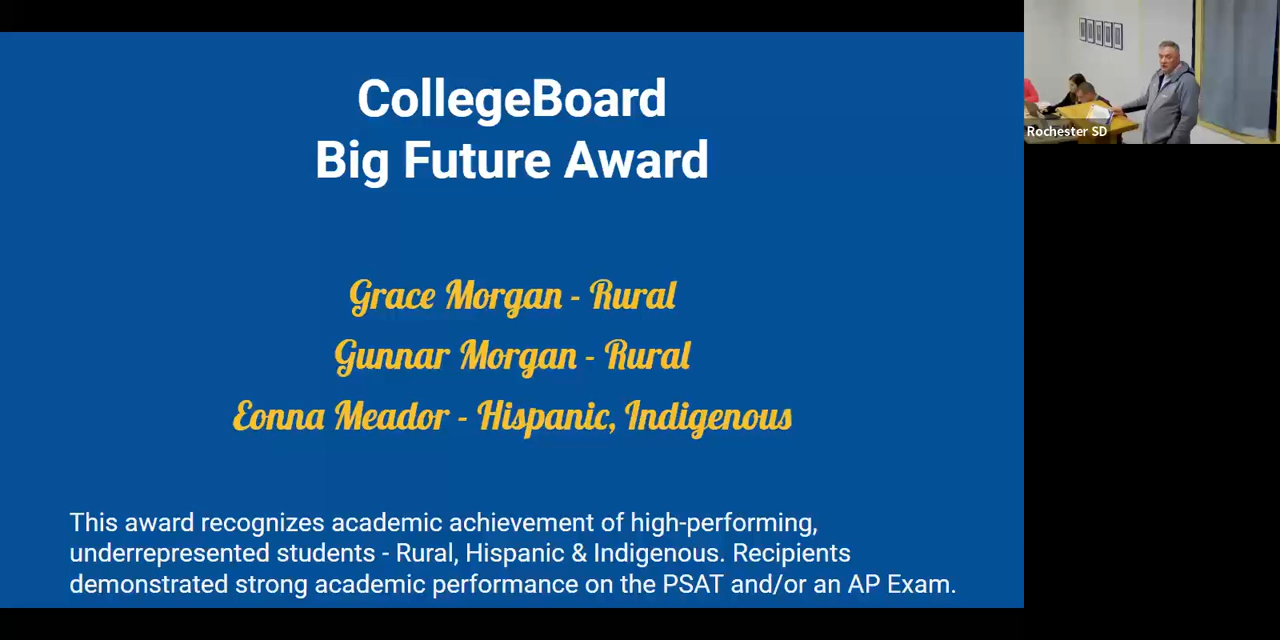 CollegeBoard
Big Future Award
Grace Morgan - Rural
Gunnar Morgan - Rural
Eonna Meador - Hispanic, Indigenous
This award recognizes academic achievement of high-performing,
underrepresented students - Rural, Hispanic & Indigenous. Recipients
demonstrated strong academic performance on the PSAT and/or an AP Exam.
Rochester SD